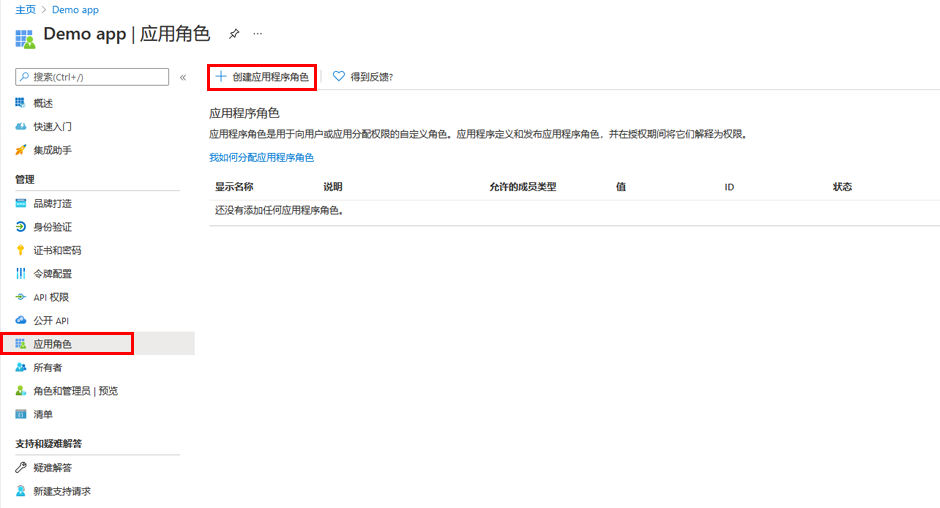 主页 > Demo app
Demo app | 应用角色
搜索(Ctrl+/)
«
概述
快速入门
集成助手
管理
品牌打造
身份验证
证书和密码
令牌配置
API 权限
公开 API
应用角色
所有者
角色和管理员 | 预览
清单
支持和疑难解答
疑难解答
新建支持请求
创建应用程序角色 得到反馈?
应用程序角色
应用程序角色是用于向用户或应用分配权限的自定义角色。应用程序定义和发布应用程序角色，并在授权期间将它们解释为权限。
我如何分配应用程序角色
显示名称 说明 允许的成员类型 值 ID 状态
还没有添加任何应用程序角色。